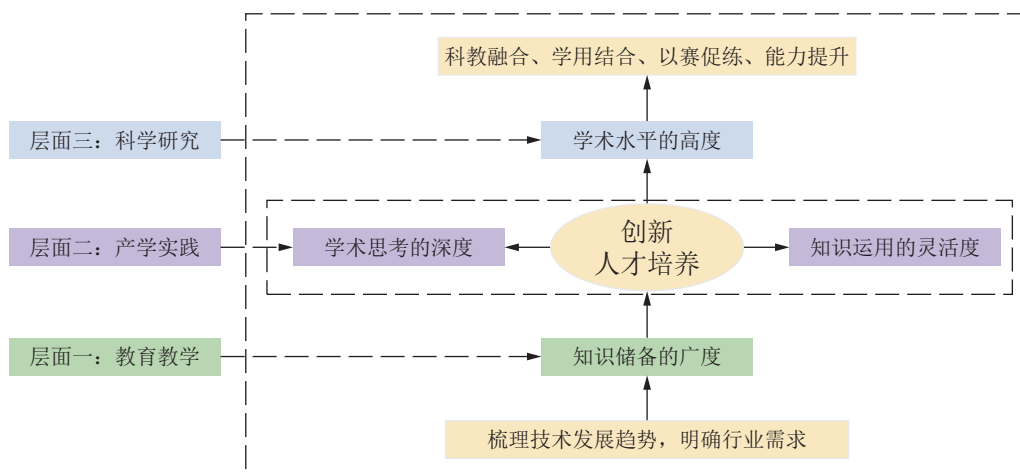 科教融合、学用结合、以赛促练、能力提升
层面三：科学研究
学术水平的高度
层面二：产学实践
学术思考的深度
创新
人才培养
知识运用的灵活度
层面一：教育教学
知识储备的广度
梳理技术发展趋势，明确行业需求